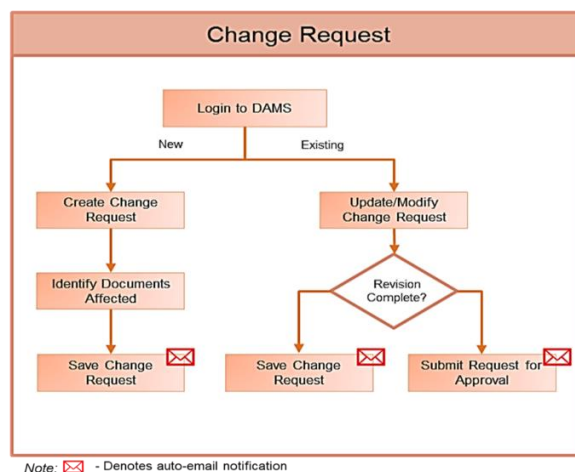 Change Request
Login to DAMS
New
Existing
Create Change
Request
Update/Modify
Change Request
Identify Documents
Affected
Revision
Complete?
Save Change
Request
Save Change
Request
Submit Request for
Approval
Note: - Denotes auto-email notification